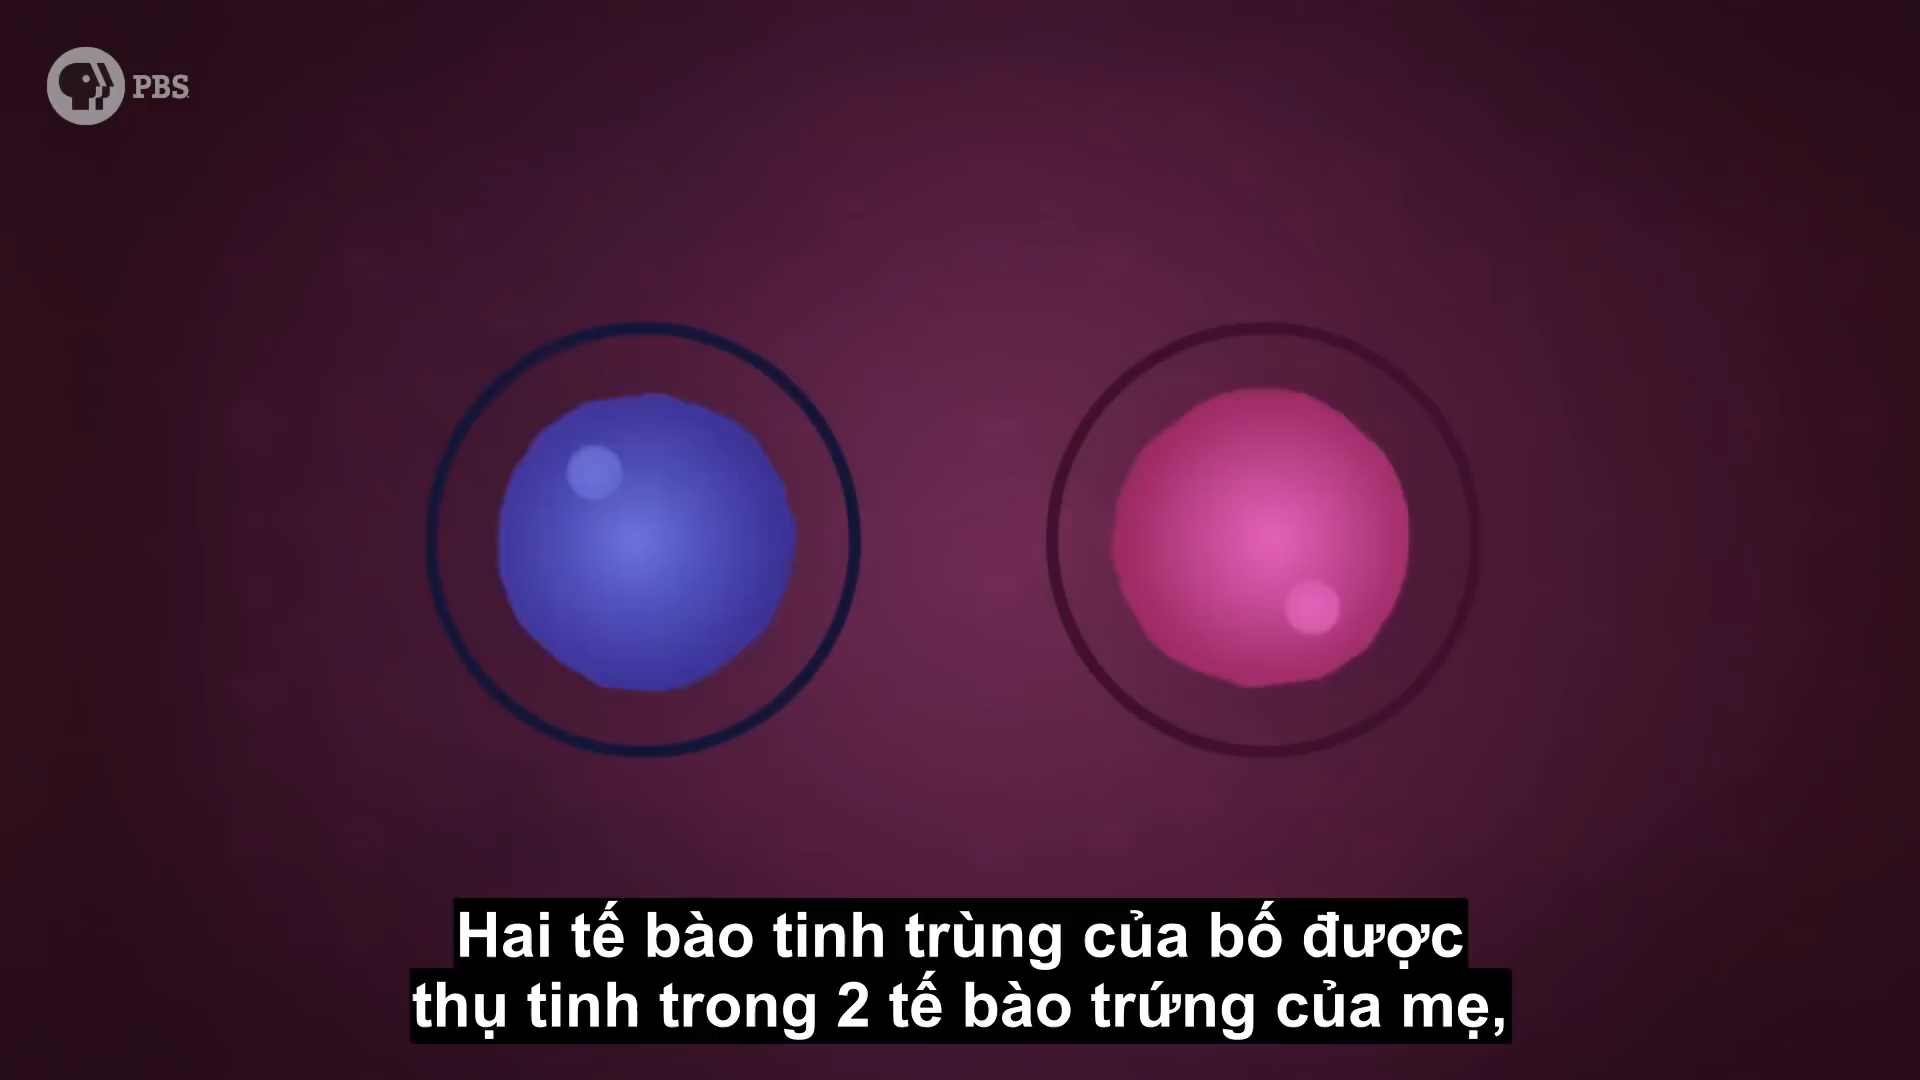 PBS
Hai tế bào tinh trùng của bố được
thụ tinh trong 2 tế bào trứng của mẹ,